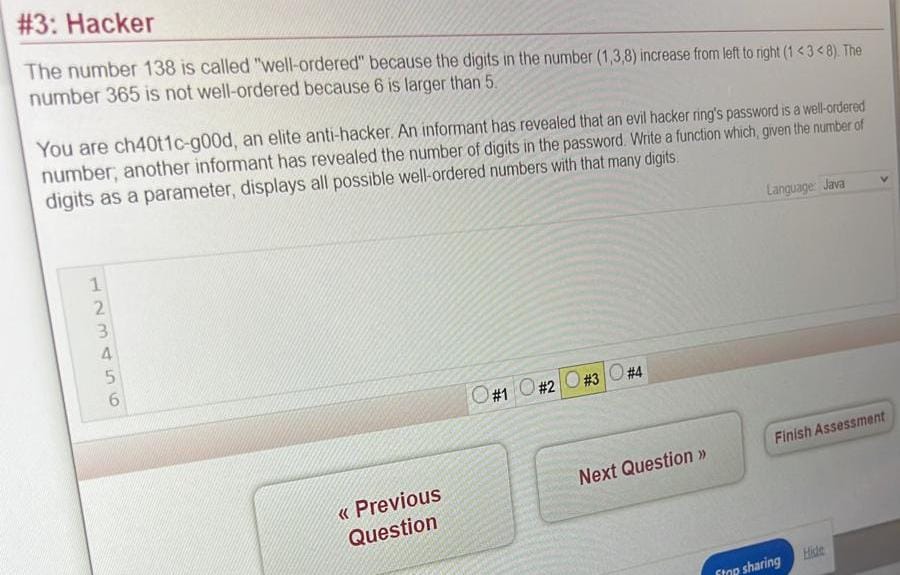 #3: Hacker
The number 138 is called "well-ordered" because the digits in the number (1,3,8) increase from left to right (1 < 3 < 8). The
number 365 is not well-ordered because 6 is larger than 5.
You are ch40t1c-g00d, an elite anti-hacker. An informant has revealed that an evil hacker ring's password is a well-ordered
number; another informant has revealed the number of digits in the password. Write a function which, given the number of
digits as a parameter, displays all possible well-ordered numbers with that many digits.
Language: Java
1
2
3
4
5
6
#1 #2 #3 #4
« Previous
Question
Next Question »
Finish Assessment
Stop sharing
Hide